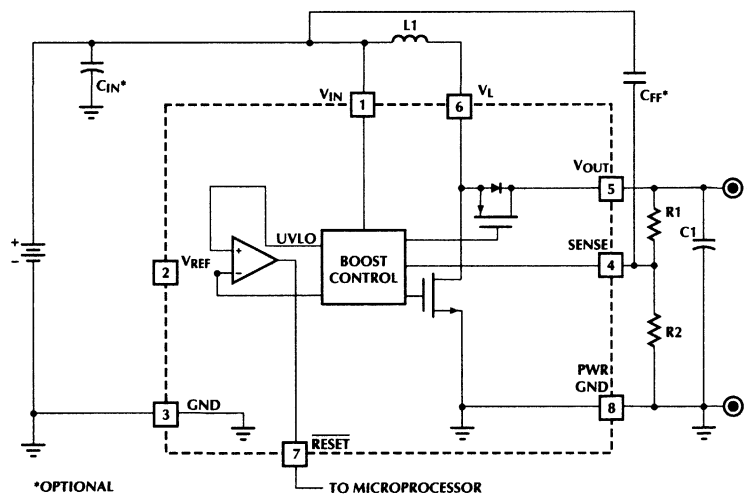 L1
CIN*
VIN
1
6
VL
CFF*
VOUT
5
R1
C1
UVLO
+
-
BOOST
CONTROL
SENSE
4
+
-
2
VREF
R2
PWR
GND
8
3
GND
7
RESET
*OPTIONAL
TO MICROPROCESSOR